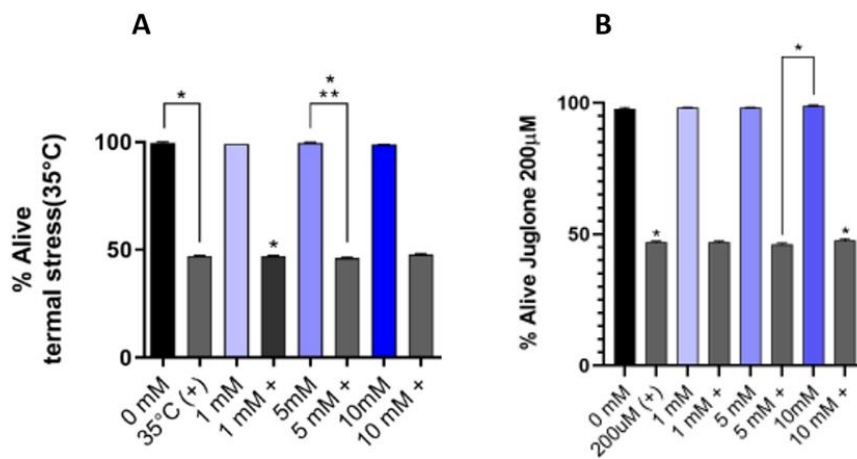 A
% Alive
termal stress(35°C)
100
50
0
*
*
**
*
0 mM
35°C (+)
1 mM
1 mM +
5mM
5 mM +
10mM
10 mM +
B
% Alive Juglone 200µM
100
50
0
*
*
*
0 mM
200uM (+)
1 mM
1 mM +
5 mM
5 mM +
10mM
10 mM +